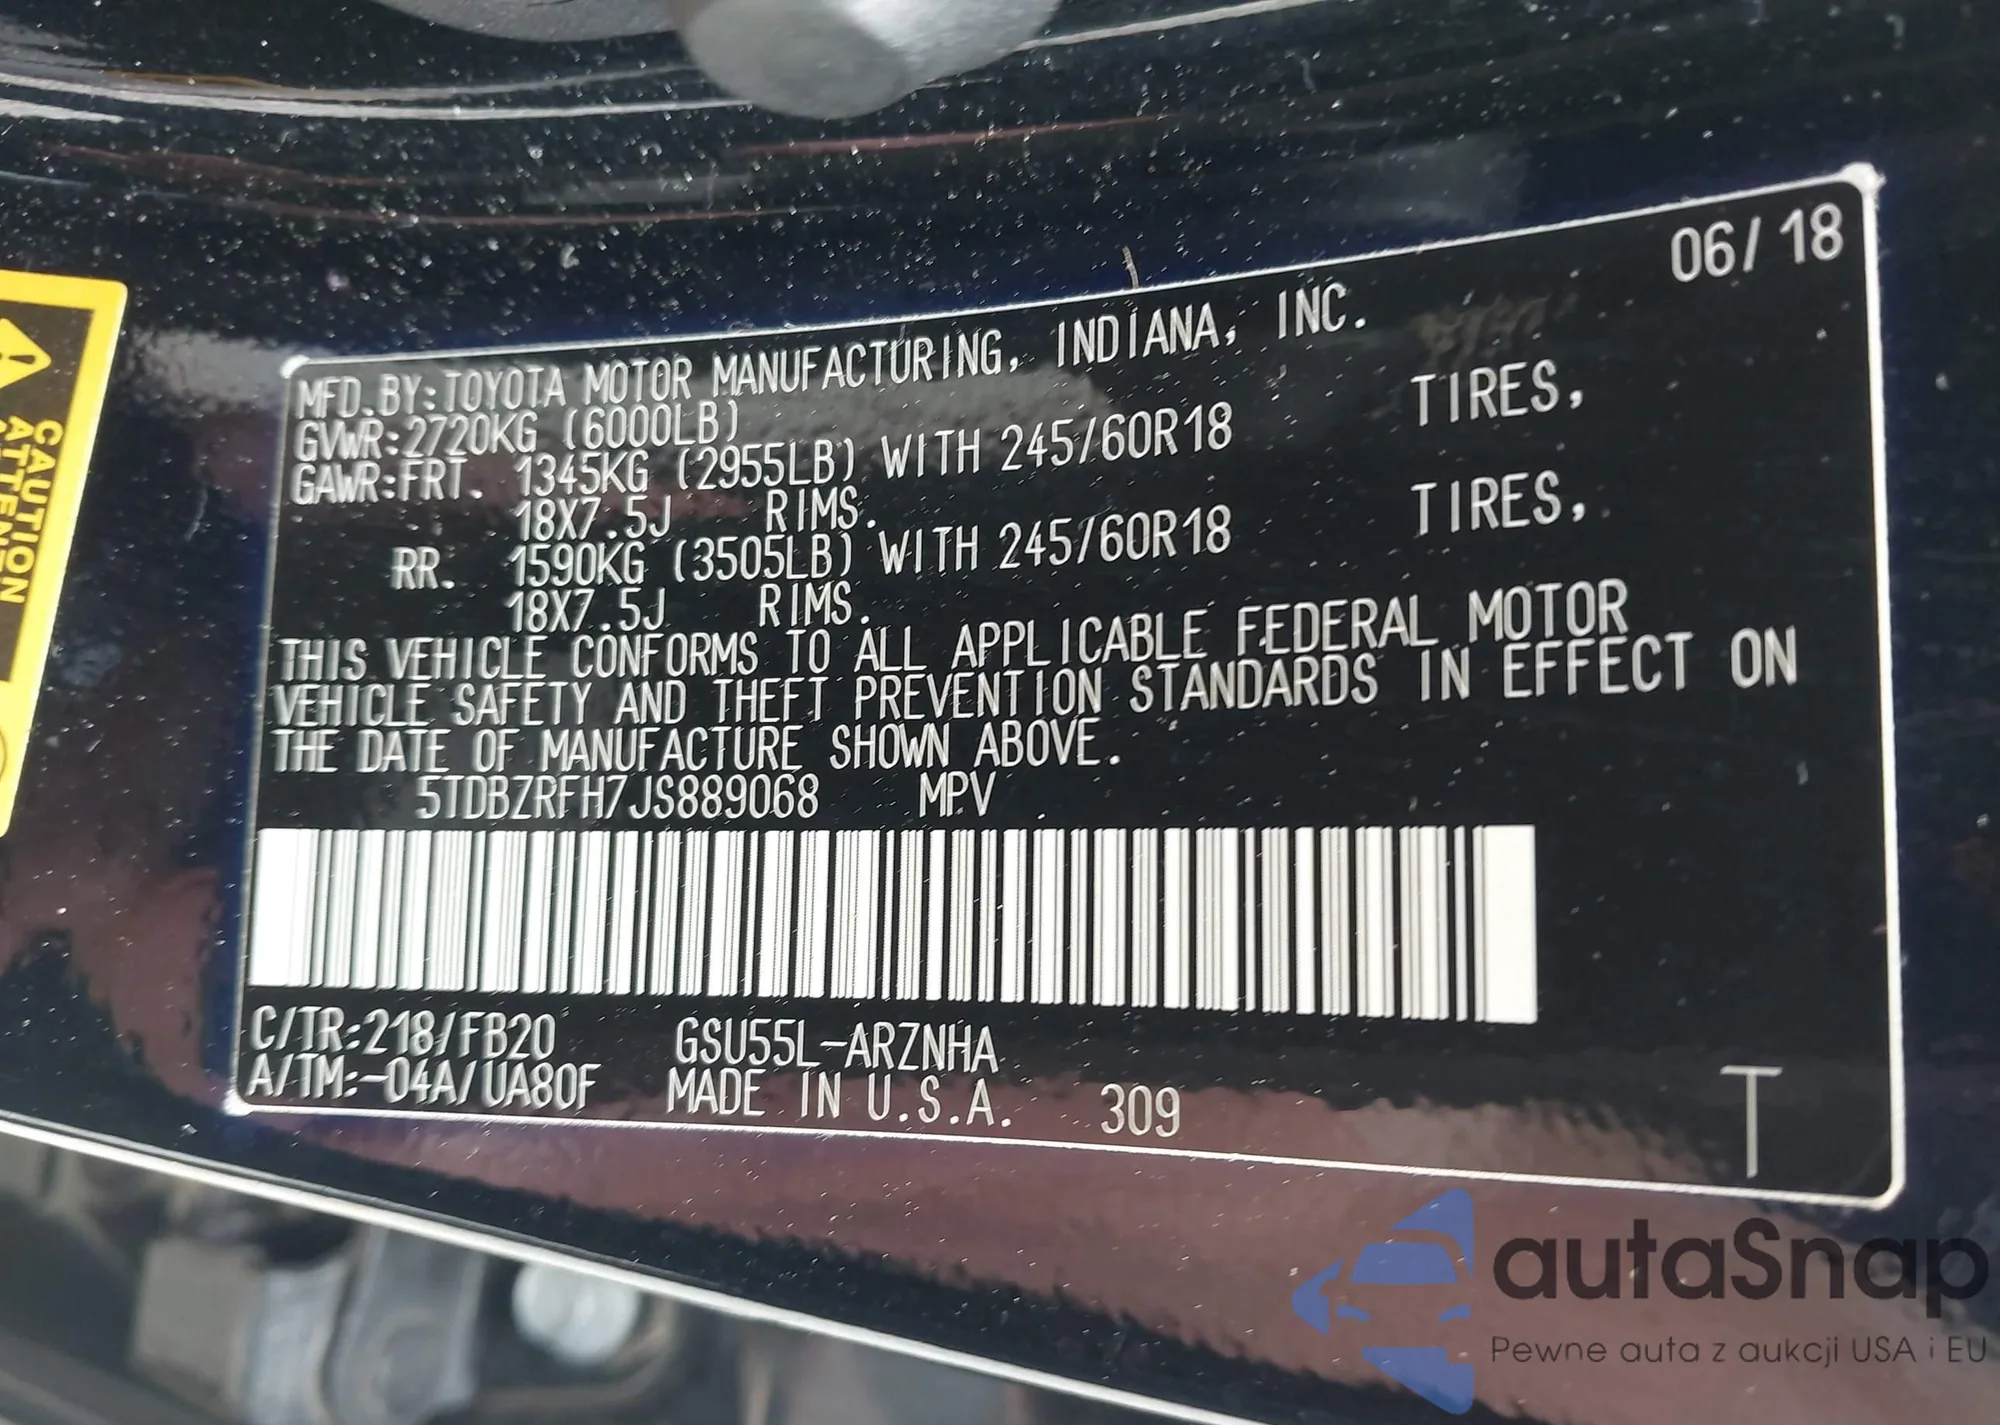 06/18
MFD.BY:TOYOTA MOTOR MANUFACTURING, INDIANA, INC.
GVWR:2720KG (6000LB)
GAWR:FRT. 1345KG (2955LB) WITH 245/60R18 TIRES,
18X7.5J RIMS.
RR. 1590KG (3505LB) WITH 245/60R18 TIRES,
18X7.5J RIMS.
THIS VEHICLE CONFORMS TO ALL APPLICABLE FEDERAL MOTOR
VEHICLE SAFETY AND THEFT PREVENTION STANDARDS IN EFFECT ON
THE DATE OF MANUFACTURE SHOWN ABOVE.
5TDBZRFH7JS889068 MPV
C/TR:218/FB20 GSU55L-ARZNHA
A/TM:-04A/UA80F MADE IN U.S.A. 309
T
CAUTION
autaSnap
Pewne auta z aukcji USA i EU